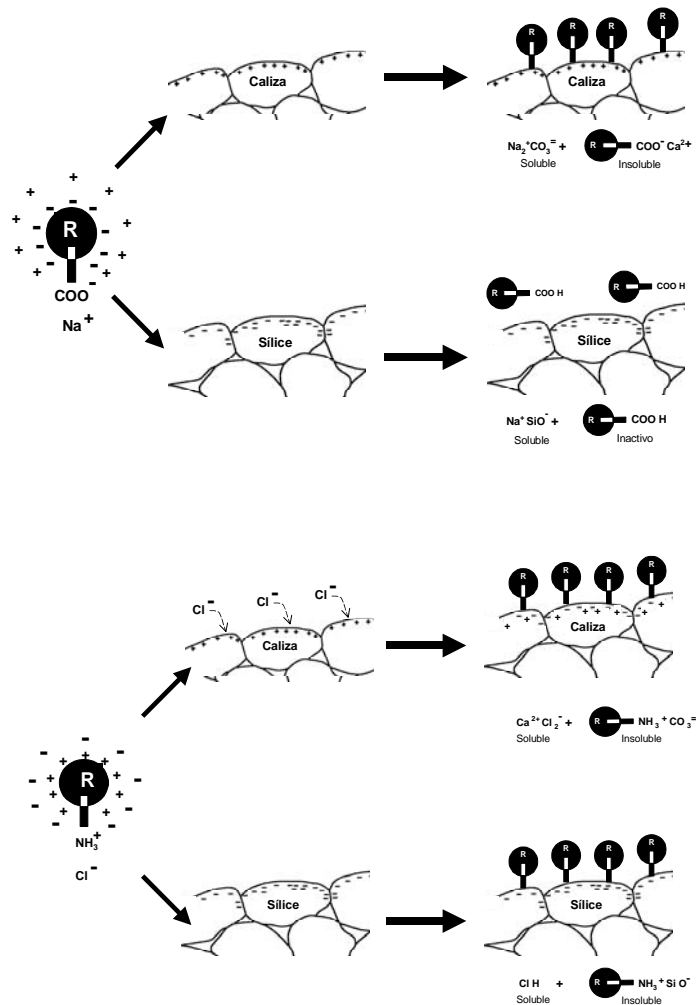 R R R R
Caliza Caliza
Na₂⁺CO₃⁼ + R COO⁻ Ca²⁺
Soluble Insoluble
+ + + + + + + + + + + +
- - - - - - - - - -
R
COO
Na⁺
R COO H R COO H
Sílice Sílice
Na⁺ SiO⁻ + R COO H
Soluble Inactivo
Cl⁻ Cl⁻ Cl⁻
R R R R
Caliza Caliza
Ca²⁺ Cl₂⁻ + R NH₃⁺ CO₃⁼
Soluble Insoluble
R
NH₃⁺
Cl⁻
R R R R
Sílice Sílice
Cl H + R NH₃⁺ Si O⁻
Soluble Insoluble